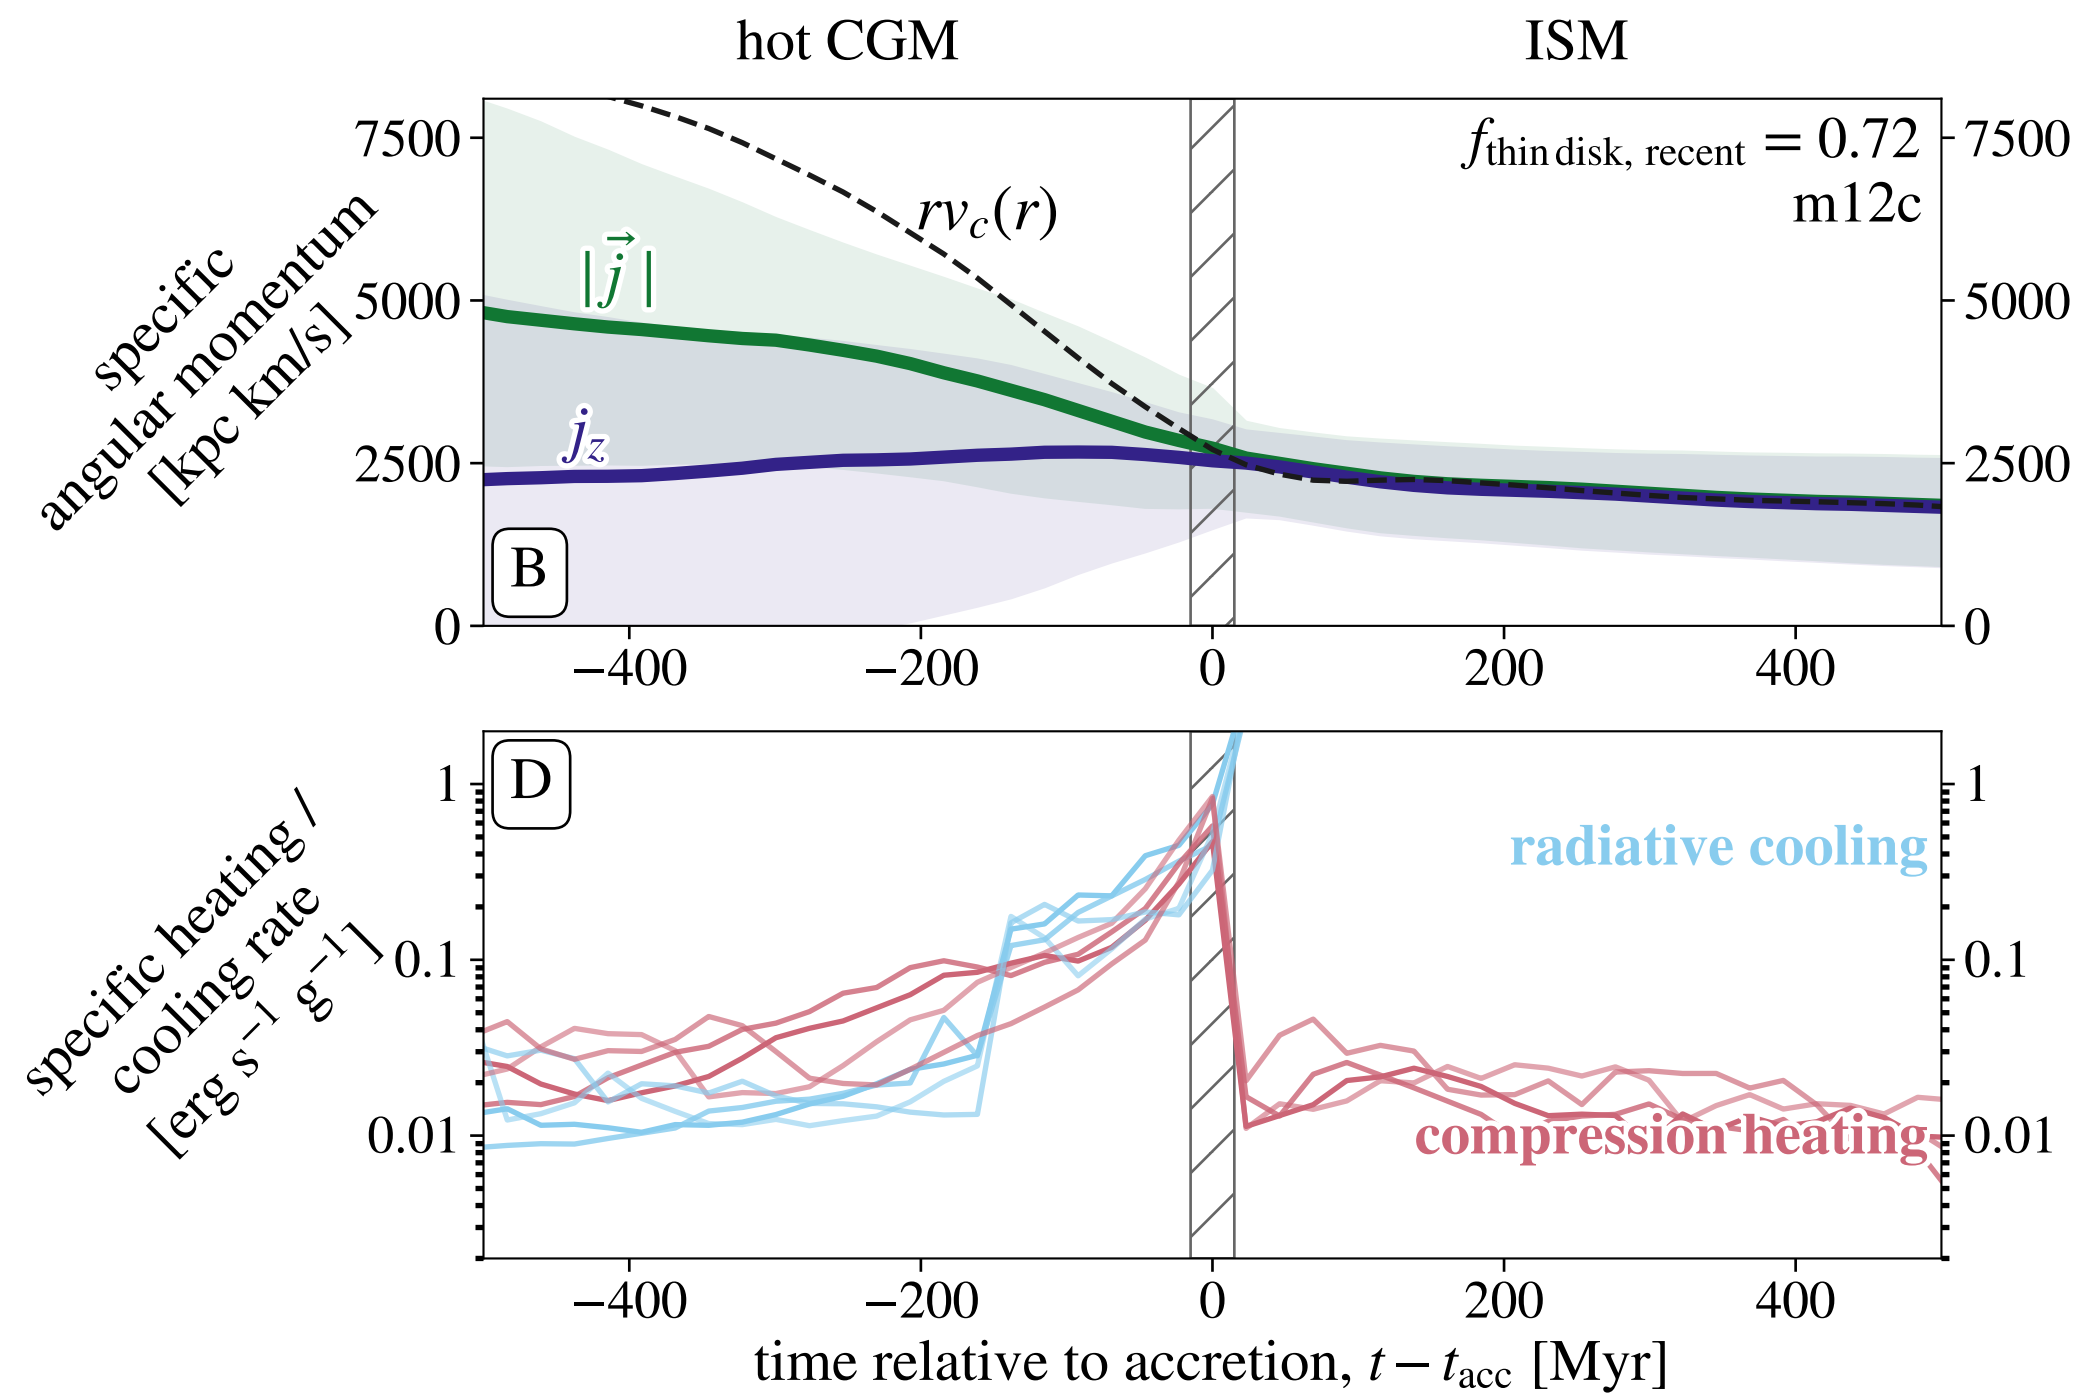 hot CGM
ISM
specific
angular momentum
[kpc km/s]
7500
5000
2500
0
|j⃗|
j_z
rv_c(r)
f_thin disk, recent = 0.72
m12c
7500
5000
2500
0
B
−400
−200
0
200
400
specific heating /
cooling rate
[erg s⁻¹ g⁻¹]
1
0.1
0.01
D
radiative cooling
compression heating
1
0.1
0.01
−400
−200
0
200
400
time relative to accretion, t − t_acc [Myr]